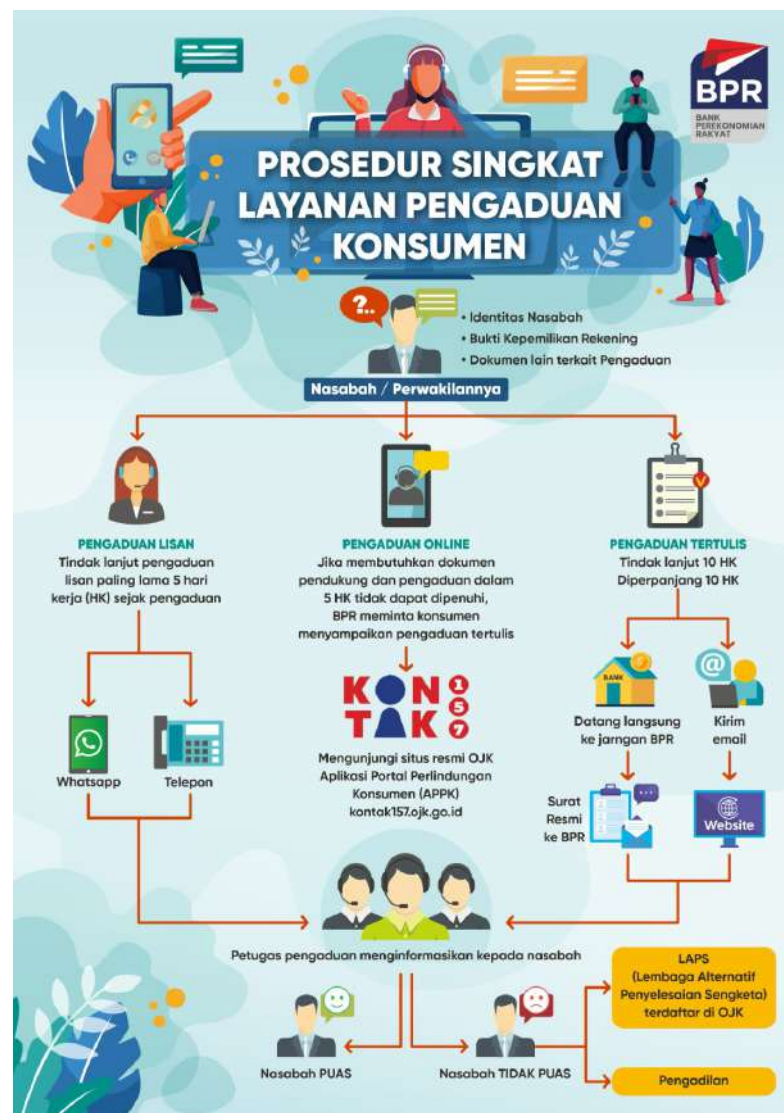 BPR
BANK
PEREKONOMIAN
RAKYAT
PROSEDUR SINGKAT
LAYANAN PENGADUAN
KONSUMEN
?..
• Identitas Nasabah
• Bukti Kepemilikan Rekening
• Dokumen lain terkait Pengaduan
Nasabah / Perwakilannya
PENGADUAN LISAN
Tindak lanjut pengaduan
lisan paling lama 5 hari
kerja (HK) sejak pengaduan
Whatsapp
Telepon
PENGADUAN ONLINE
Jika membutuhkan dokumen
pendukung dan pengaduan dalam
5 HK tidak dapat dipenuhi,
BPR meminta konsumen
menyampaikan pengaduan tertulis
KONTAK 157
Mengunjungi situs resmi OJK
Aplikasi Portal Perlindungan
Konsumen (APPK)
kontak157.ojk.go.id
V
PENGADUAN TERTULIS
Tindak lanjut 10 HK
Diperpanjang 10 HK
BANK
@
Datang langsung
ke jarngan BPR
Kirim
email
Surat
Resmi
ke BPR
Website
Petugas pengaduan menginformasikan kepada nasabah
Nasabah PUAS
Nasabah TIDAK PUAS
LAPS
(Lembaga Alternatif
Penyelesaian Sengketa)
terdaftar di OJK
Pengadilan